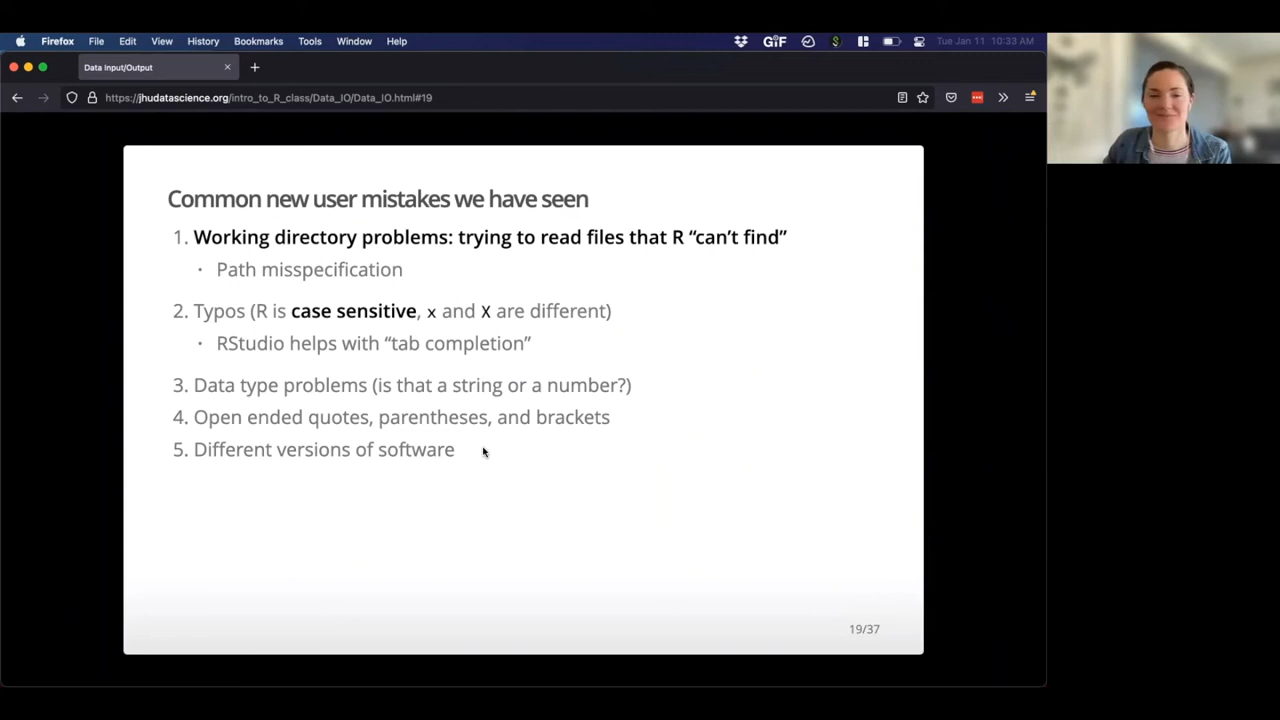 Firefox File Edit View History Bookmarks Tools Window Help GIF Tue Jan 11 10:33 AM
Data Input/Output
https://jhudatascience.org/intro_to_R_class/Data_IO/Data_IO.html#19
Common new user mistakes we have seen
1. Working directory problems: trying to read files that R “can’t find”
· Path misspecification
2. Typos (R is case sensitive, x and X are different)
· RStudio helps with “tab completion”
3. Data type problems (is that a string or a number?)
4. Open ended quotes, parentheses, and brackets
5. Different versions of software
19/37